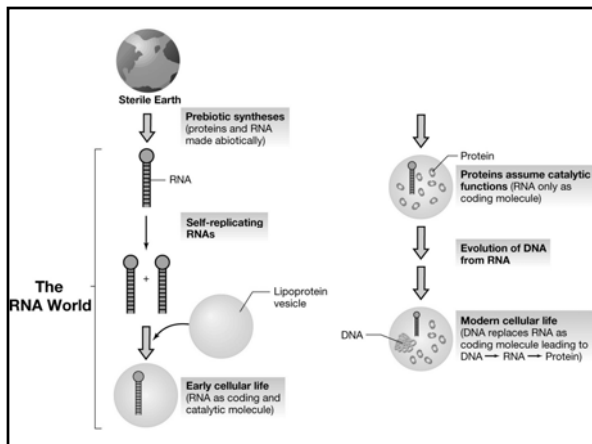 Sterile Earth
Prebiotic syntheses
(proteins and RNA
made abiotically)
RNA
Self-replicating
RNAs
+
The
RNA World
Lipoprotein
vesicle
Early cellular life
(RNA as coding and
catalytic molecule)
Protein
Proteins assume catalytic
functions (RNA only as
coding molecule)
Evolution of DNA
from RNA
DNA
Modern cellular life
(DNA replaces RNA as
coding molecule leading to
DNA → RNA → Protein)